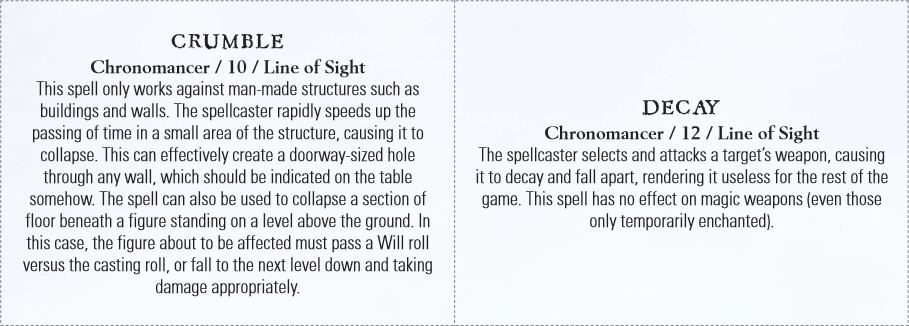 CRUMBLE
Chronomancer / 10 / Line of Sight
This spell only works against man-made structures such as
buildings and walls. The spellcaster rapidly speeds up the
passing of time in a small area of the structure, causing it to
collapse. This can effectively create a doorway-sized hole
through any wall, which should be indicated on the table
somehow. The spell can also be used to collapse a section of
floor beneath a figure standing on a level above the ground. In
this case, the figure about to be affected must pass a Will roll
versus the casting roll, or fall to the next level down and taking
damage appropriately.
DECAY
Chronomancer / 12 / Line of Sight
The spellcaster selects and attacks a target’s weapon, causing
it to decay and fall apart, rendering it useless for the rest of the
game. This spell has no effect on magic weapons (even those
only temporarily enchanted).